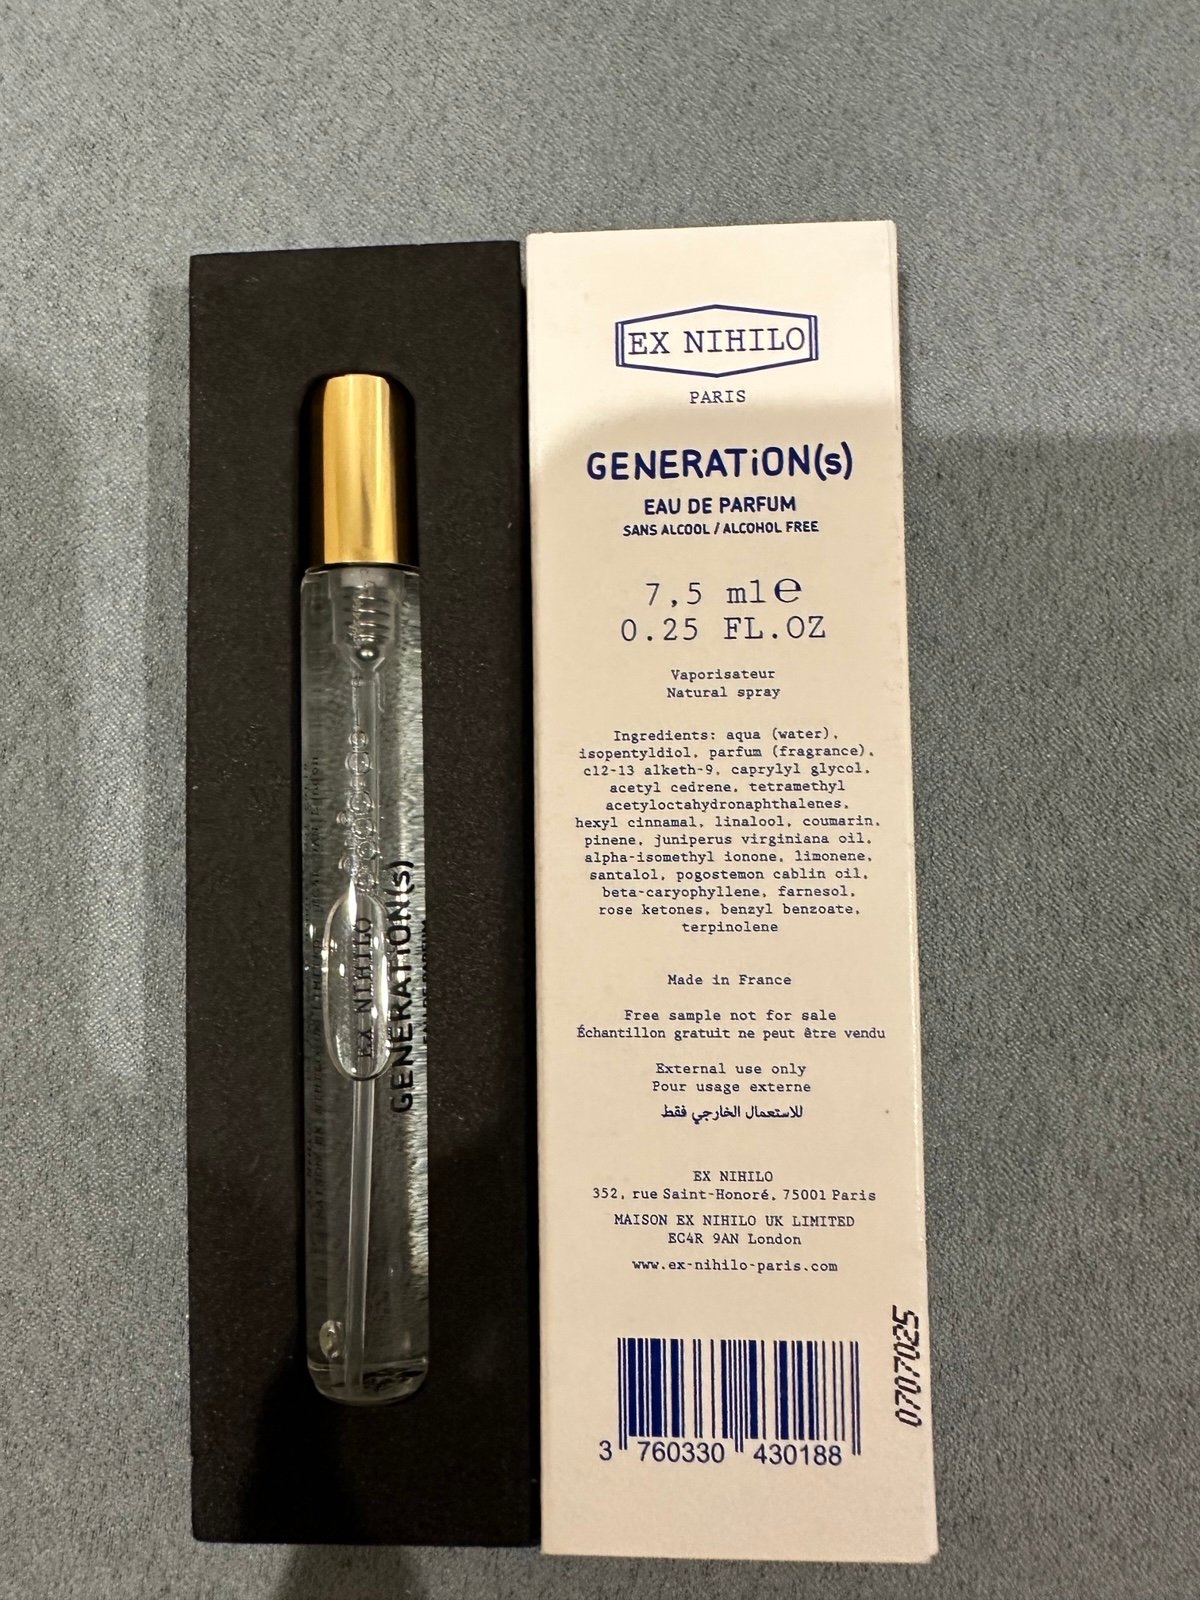 EX NIHILO
GENERATiON(s)
EAU DE PARFUM
EX NIHILO
PARIS
GENERATiON(s)
EAU DE PARFUM
SANS ALCOOL / ALCOHOL FREE
7,5 ml℮
0.25 FL.OZ
Vaporisateur
Natural spray
Ingredients: aqua (water),
isopentyldiol, parfum (fragrance),
c12-13 alketh-9, caprylyl glycol,
acetyl cedrene, tetramethyl
acetyloctahydronaphthalenes,
hexyl cinnamal, linalool, coumarin,
pinene, juniperus virginiana oil,
alpha-isomethyl ionone, limonene,
santalol, pogostemon cablin oil,
beta-caryophyllene, farnesol,
rose ketones, benzyl benzoate,
terpinolene
Made in France
Free sample not for sale
Échantillon gratuit ne peut être vendu
External use only
Pour usage externe
للاستعمال الخارجي فقط
EX NIHILO
352, rue Saint-Honoré, 75001 Paris
MAISON EX NIHILO UK LIMITED
EC4R 9AN London
www.ex-nihilo-paris.com
3 760330 430188
0707025